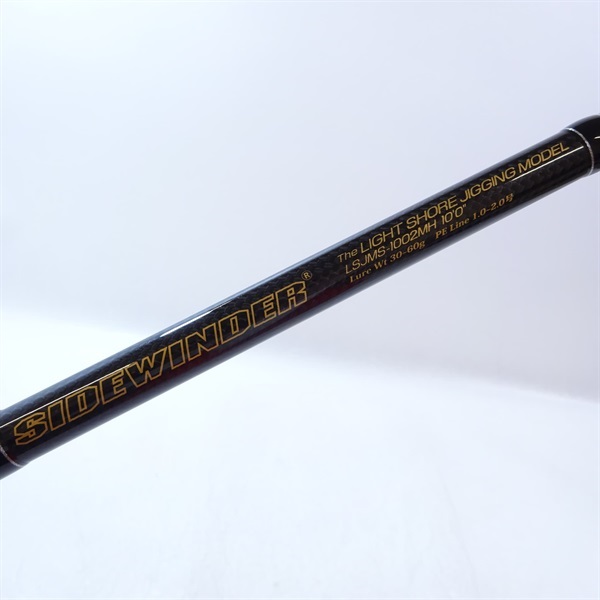 SIDEWINDER®
The LIGHT SHORE JIGGING MODEL
LSJMS-1002MH 10'0"
Lure Wt 30-60g PE Line 1.0-2.0号